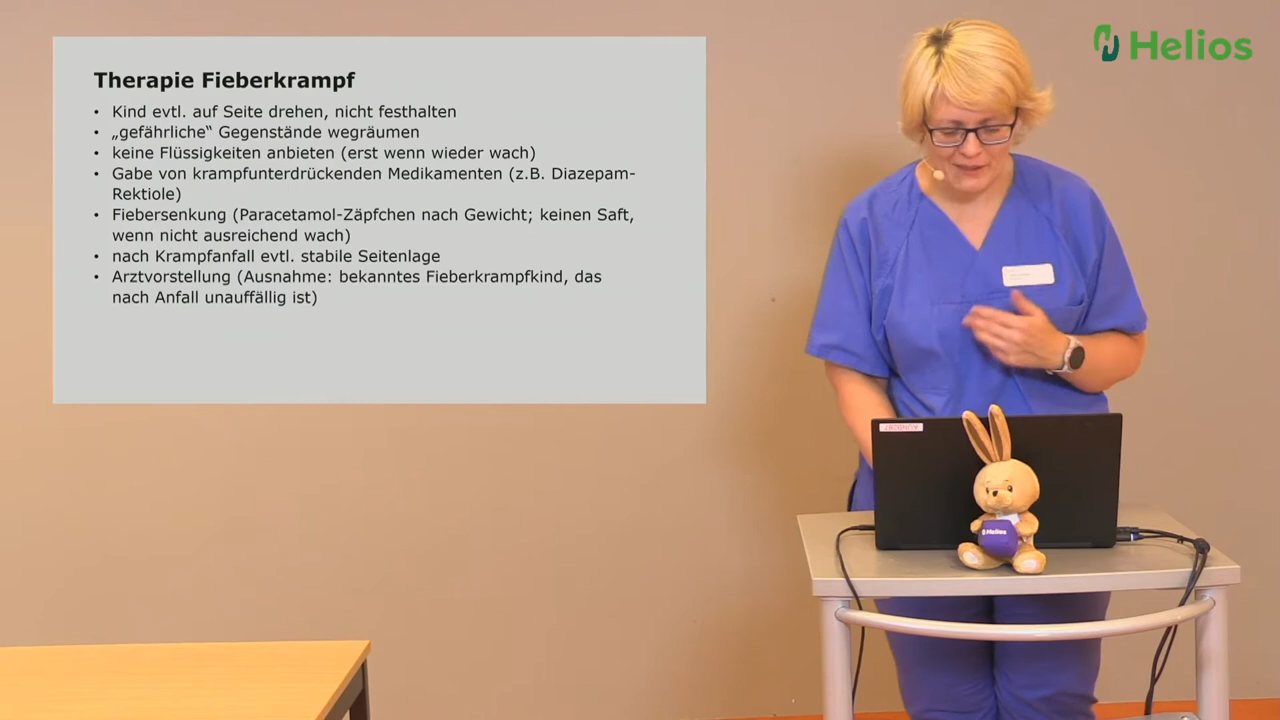 Helios
Therapie Fieberkrampf
• Kind evtl. auf Seite drehen, nicht festhalten
• „gefährliche“ Gegenstände wegräumen
• keine Flüssigkeiten anbieten (erst wenn wieder wach)
• Gabe von krampfunterdrückenden Medikamenten (z.B. Diazepam-
Rektiole)
• Fiebersenkung (Paracetamol-Zäpfchen nach Gewicht; keinen Saft,
wenn nicht ausreichend wach)
• nach Krampfanfall evtl. stabile Seitenlage
• Arztvorstellung (Ausnahme: bekanntes Fieberkrampfkind, das
nach Anfall unauffällig ist)
Helios